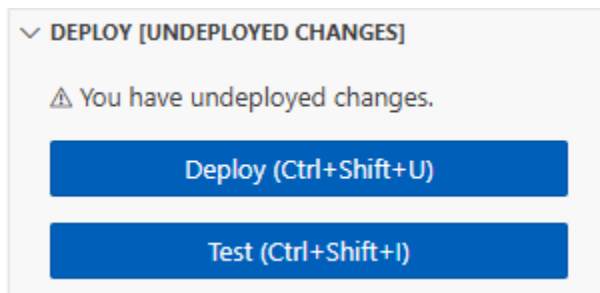 DEPLOY [UNDEPLOYED CHANGES]
You have undeployed changes.
Deploy (Ctrl+Shift+U)
Test (Ctrl+Shift+I)